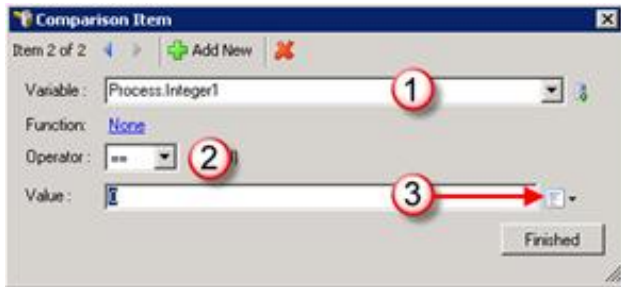 Comparison Item
Item 2 of 2 Add New
Variable : Process.Integer1 1
Function: None
Operator : == 2
Value : 0 3
Finished